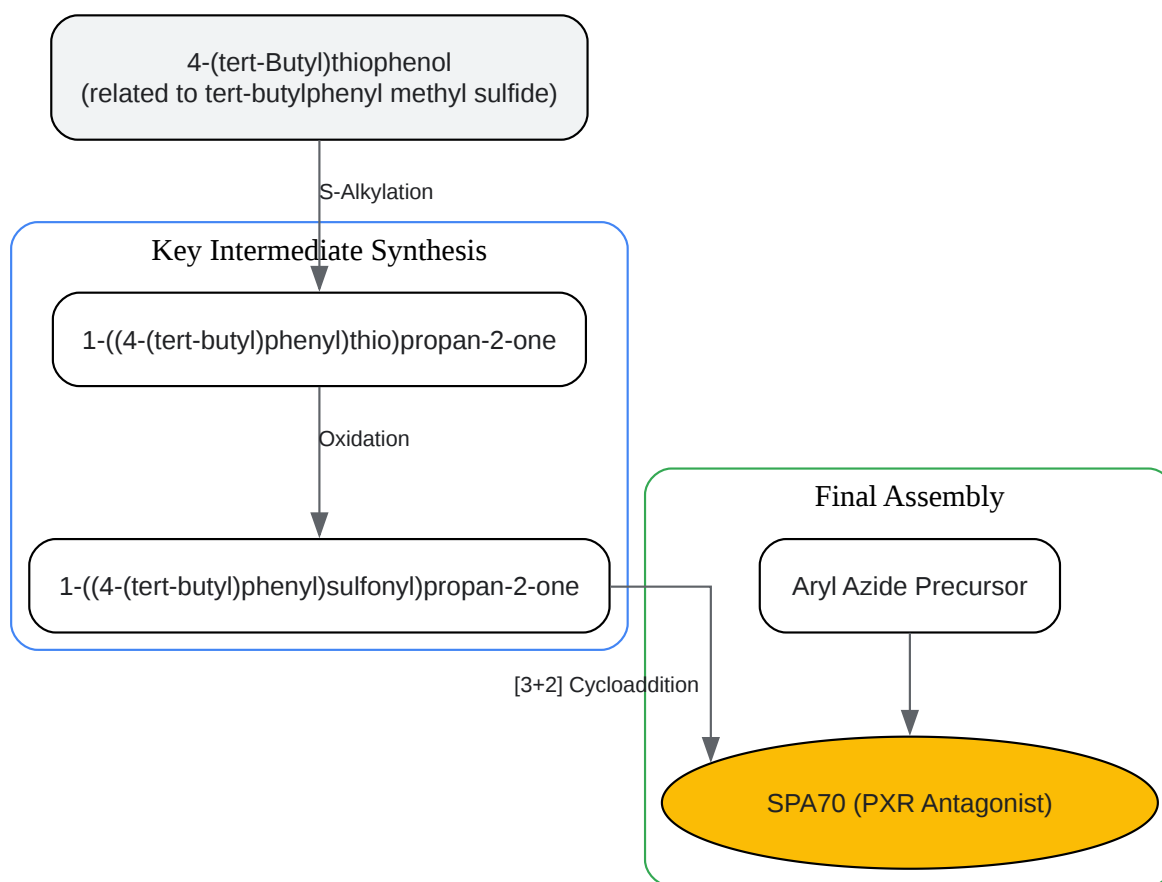 4-(tert-Butyl)thiophenol
(related to tert-butylphenyl methyl sulfide)
S-Alkylation
Key Intermediate Synthesis
1-((4-(tert-butyl)phenyl)thio)propan-2-one
Oxidation
1-((4-(tert-butyl)phenyl)sulfonyl)propan-2-one
Final Assembly
Aryl Azide Precursor
[3+2] Cycloaddition
SPA70 (PXR Antagonist)